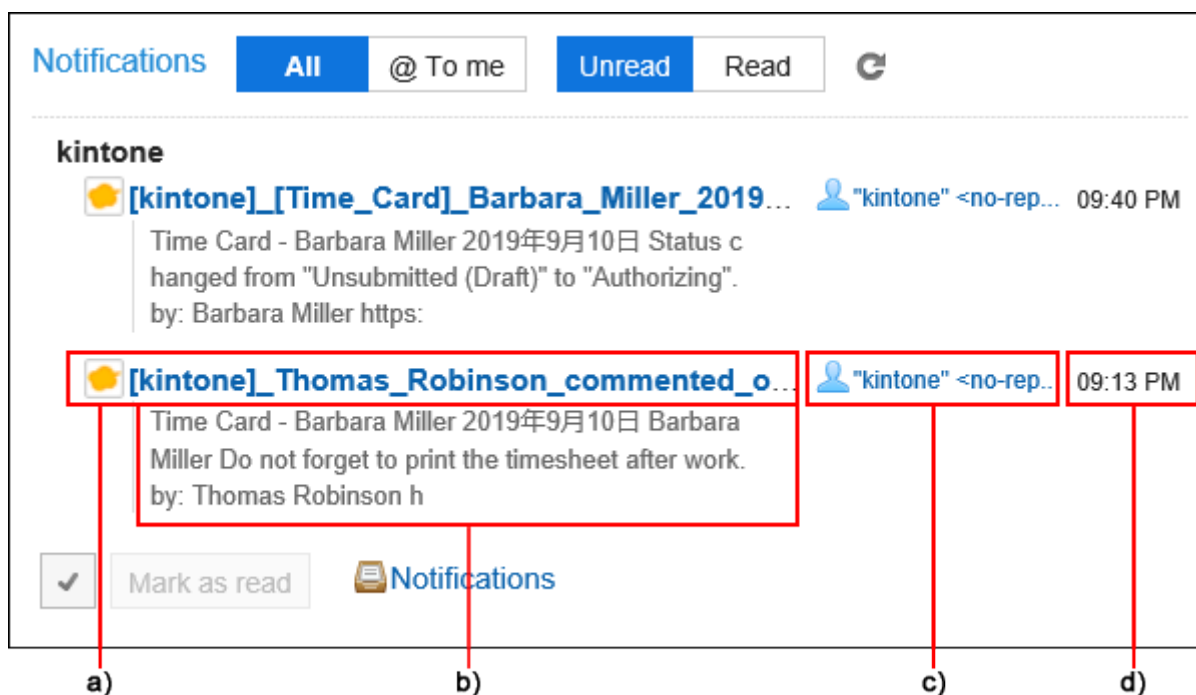 Notifications All @ To me Unread Read
kintone
[kintone]_[Time_Card]_Barbara_Miller_2019... "kintone" <no-rep... 09:40 PM
Time Card - Barbara Miller 2019年9月10日 Status c
hanged from "Unsubmitted (Draft)" to "Authorizing".
by: Barbara Miller https:
[kintone]_Thomas_Robinson_commented_o... "kintone" <no-rep.. 09:13 PM
Time Card - Barbara Miller 2019年9月10日 Barbara
Miller Do not forget to print the timesheet after work.
by: Thomas Robinson h
Mark as read Notifications
a) b) c) d)